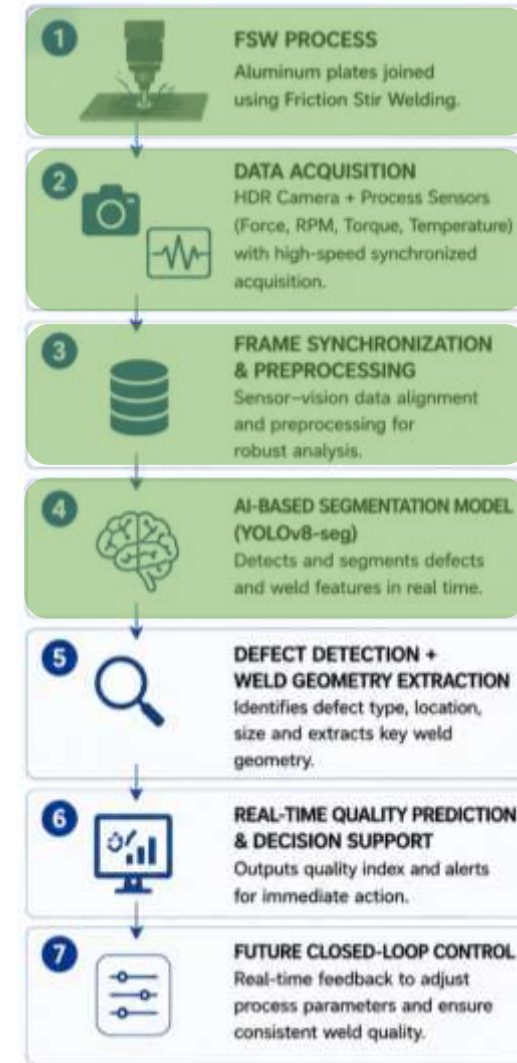 1
FSW PROCESS
Aluminum plates joined
using Friction Stir Welding.
2
DATA ACQUISITION
HDR Camera + Process Sensors
(Force, RPM, Torque, Temperature)
with high-speed synchronized
acquisition.
3
FRAME SYNCHRONIZATION
& PREPROCESSING
Sensor–vision data alignment
and preprocessing for
robust analysis.
4
AI-BASED SEGMENTATION MODEL
(YOLOv8-seg)
Detects and segments defects
and weld features in real time.
5
DEFECT DETECTION +
WELD GEOMETRY EXTRACTION
Identifies defect type, location,
size and extracts key weld
geometry.
6
REAL-TIME QUALITY PREDICTION
& DECISION SUPPORT
Outputs quality index and alerts
for immediate action.
7
FUTURE CLOSED-LOOP CONTROL
Real-time feedback to adjust
process parameters and ensure
consistent weld quality.